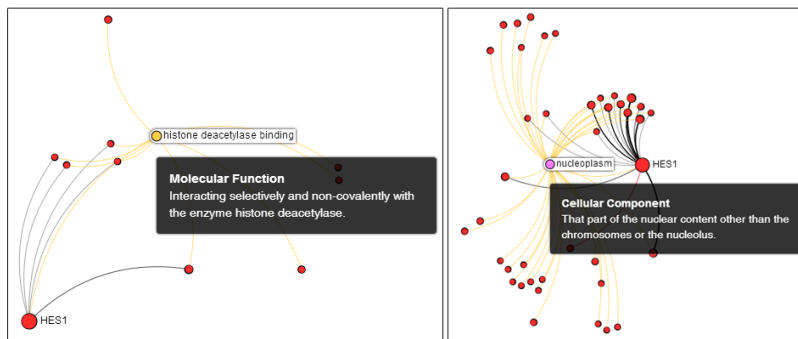 histone deacetylase binding
Molecular Function
Interacting selectively and non-covalently with
the enzyme histone deacetylase.
HES1
nucleoplasm
HES1
Cellular Component
That part of the nuclear content other than the
chromosomes or the nucleolus.